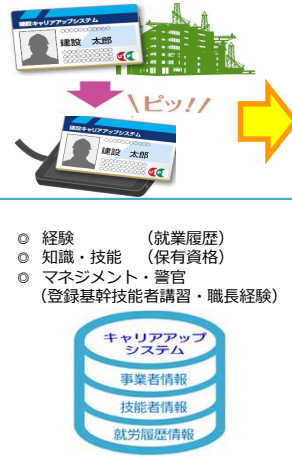 建設キャリアアップシステム
建設　太郎
\ピッ!/
建設キャリアアップシステム
建設　太郎
◎ 経験　　　（就業履歴）
◎ 知識・技能　（保有資格）
◎ マネジメント・警官
（登録基幹技能者講習・職長経験）
キャリアアップ
システム
事業者情報
技能者情報
就労履歴情報